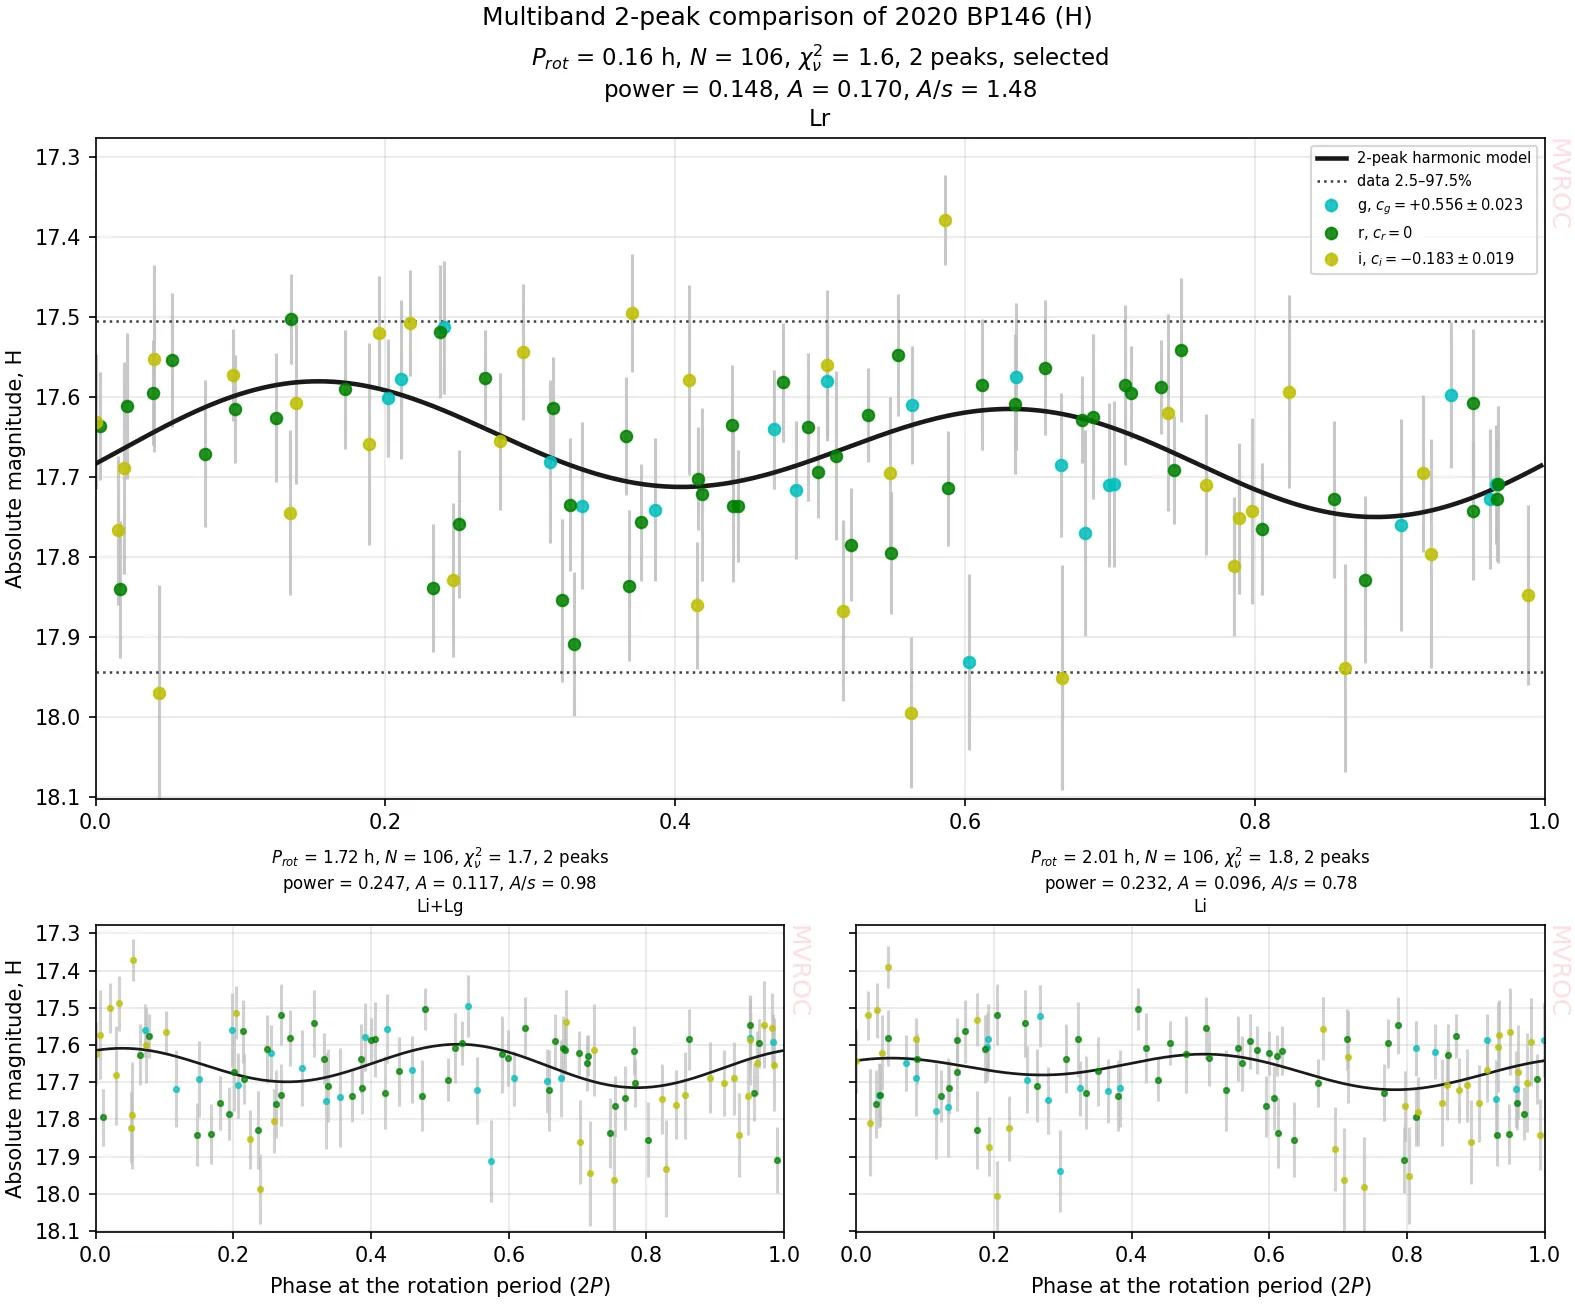 Multiband 2-peak comparison of 2020 BP146 (H)
P_rot = 0.16 h, N = 106, χ²_ν = 1.6, 2 peaks, selected
power = 0.148, A = 0.170, A/s = 1.48
Lr
2-peak harmonic model
data 2.5–97.5%
g, c_g = +0.556 ± 0.023
r, c_r = 0
i, c_i = −0.183 ± 0.019
MVROC
Absolute magnitude, H
17.3
17.4
17.5
17.6
17.7
17.8
17.9
18.0
18.1
0.0 0.2 0.4 0.6 0.8 1.0
P_rot = 1.72 h, N = 106, χ²_ν = 1.7, 2 peaks
power = 0.247, A = 0.117, A/s = 0.98
Li+Lg
MVROC
Absolute magnitude, H
17.3
17.4
17.5
17.6
17.7
17.8
17.9
18.0
18.1
0.0 0.2 0.4 0.6 0.8 1.0
Phase at the rotation period (2P)
P_rot = 2.01 h, N = 106, χ²_ν = 1.8, 2 peaks
power = 0.232, A = 0.096, A/s = 0.78
Li
MVROC
0.0 0.2 0.4 0.6 0.8 1.0
Phase at the rotation period (2P)